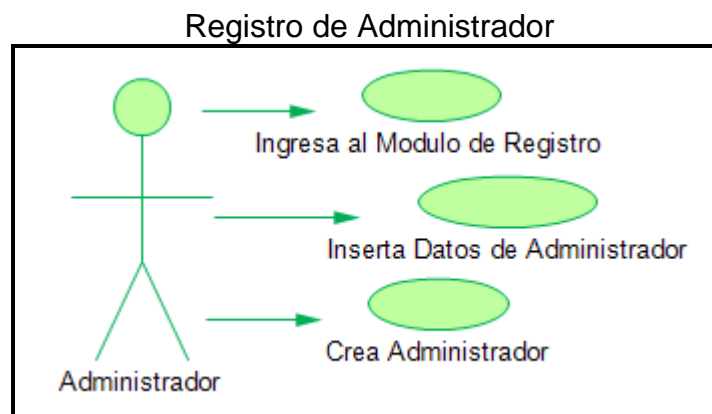 Registro de Administrador
Ingresa al Modulo de Registro
Inserta Datos de Administrador
Crea Administrador
Administrador